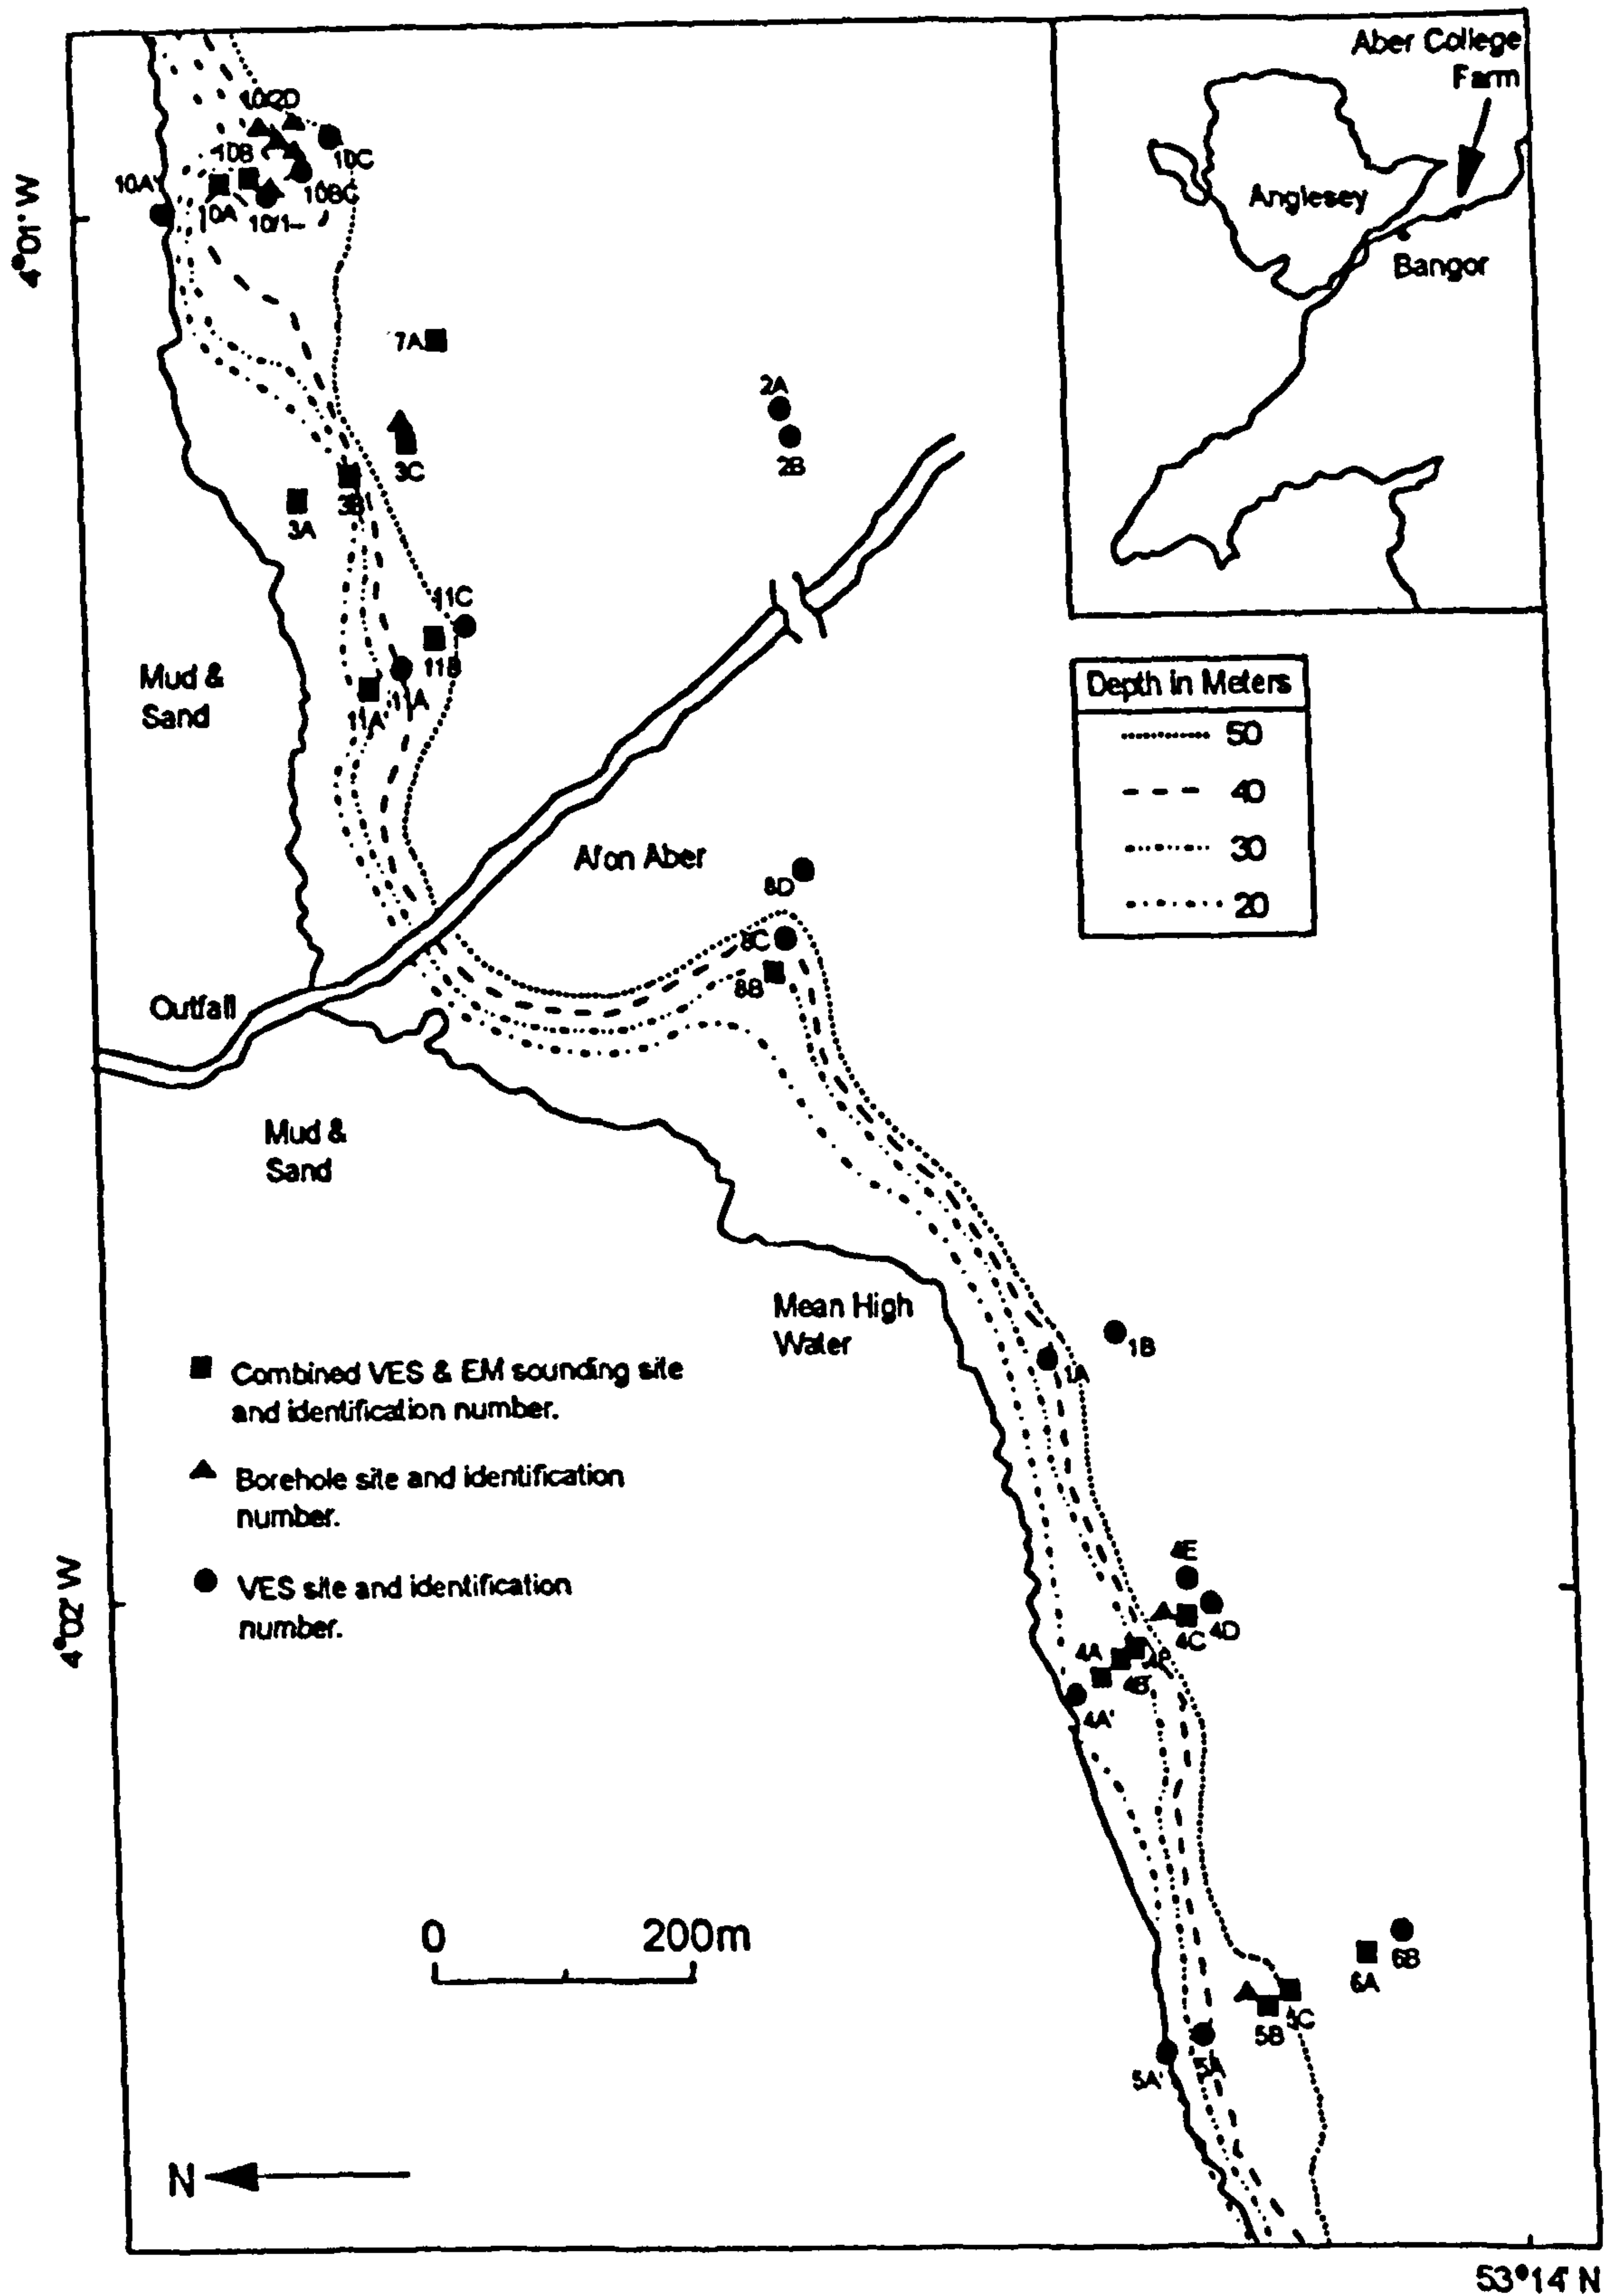 Aber College
Farm
Anglesey
Bangor
4°01' W
10/2D
10B
10C
10A'
10A
10BC
10/1-
7A
2A
2B
3C
3B
3A
11C
11B
11A
11A'
Mud &
Sand
Depth in Meters
50
40
30
20
Afon Aber
8D
8C
8B
Outfall
Mud &
Sand
Mean High
Water
1B
1A
Combined VES & EM sounding site
and identification number.
Borehole site and identification
number.
VES site and identification
number.
4°02' W
4E
4D
4C
4A
4B'
4A'
0 200m
6B
6A
5C
5B
5A
5A'
N
53°14' N